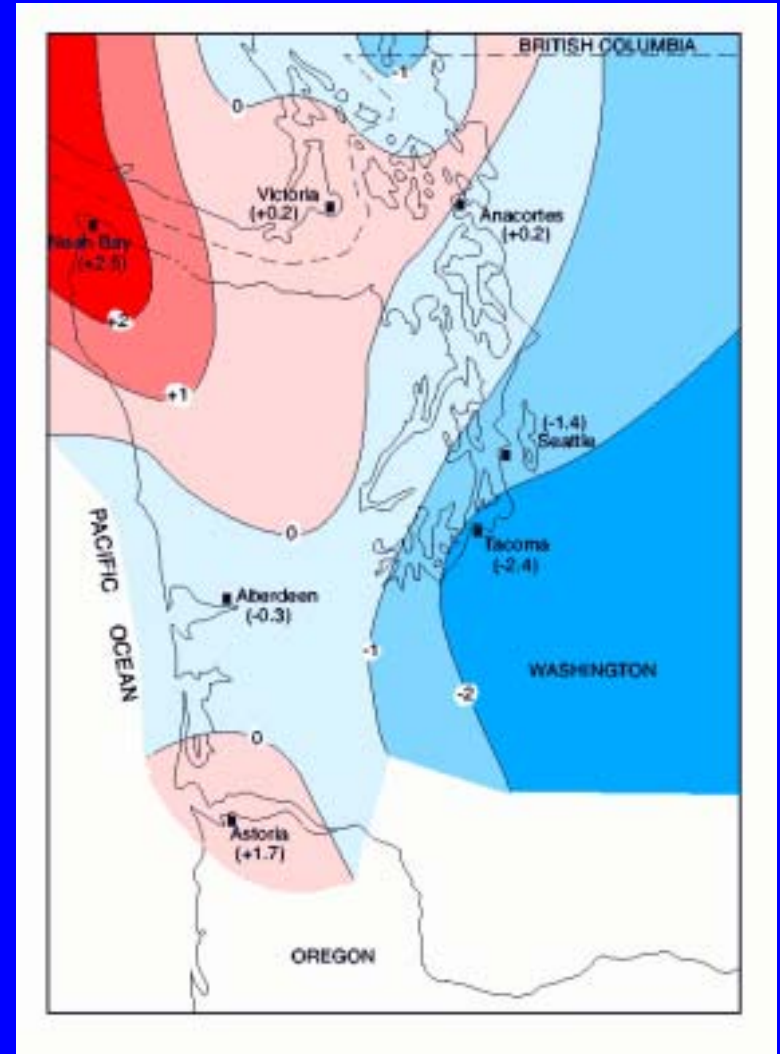 BRITISH COLUMBIA
-1
0
Victoria
(+0.2)
Anacortes
(+0.2)
Neah Bay
(+2.5)
+2
+1
(-1.4)
Seattle
0
PACIFIC OCEAN
Tacoma
(-2.4)
Aberdeen
(-0.3)
-1
WASHINGTON
-2
0
Astoria
(+1.7)
OREGON